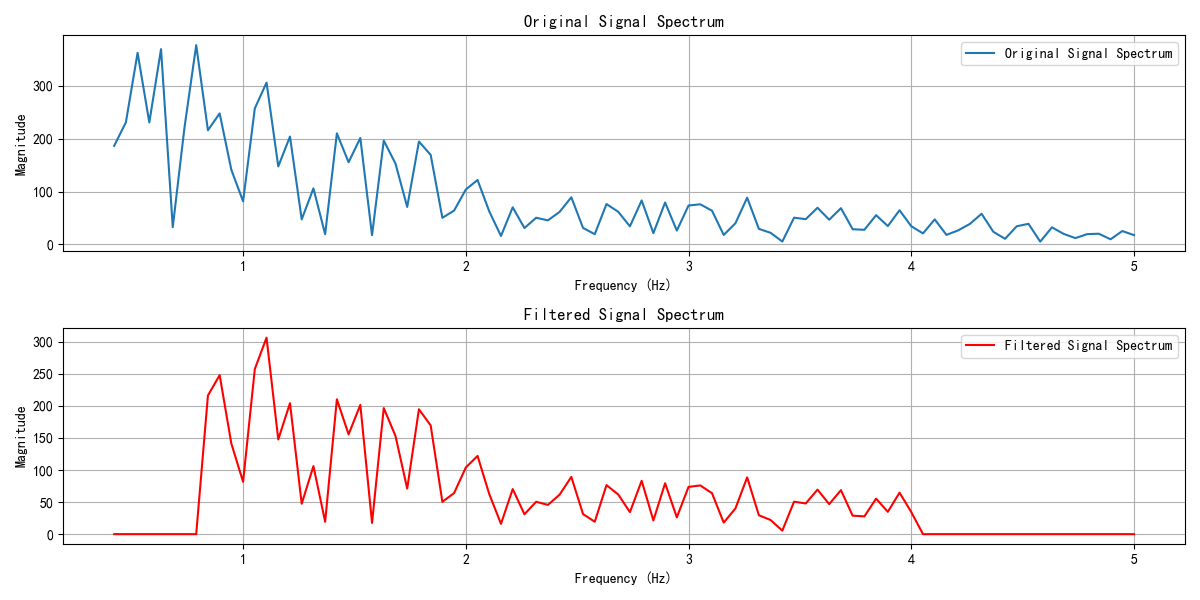 Original Signal Spectrum
Original Signal Spectrum
Magnitude
300
200
100
0
1 2 3 4 5
Frequency (Hz)
Filtered Signal Spectrum
Filtered Signal Spectrum
Magnitude
300
250
200
150
100
50
0
1 2 3 4 5
Frequency (Hz)